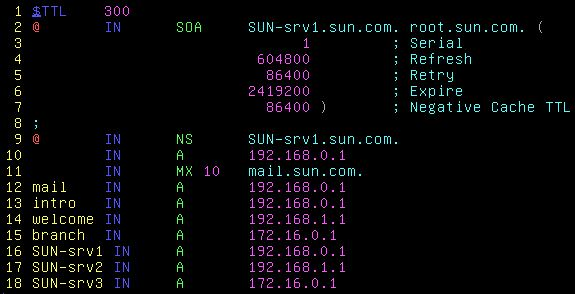 1 $TTL 300
2 @ IN SOA SUN-srv1.sun.com. root.sun.com. (
3 1 ; Serial
4 604800 ; Refresh
5 86400 ; Retry
6 2419200 ; Expire
7 86400 ) ; Negative Cache TTL
8 ;
9 @ IN NS SUN-srv1.sun.com.
10 IN A 192.168.0.1
11 IN MX 10 mail.sun.com.
12 mail IN A 192.168.0.1
13 intro IN A 192.168.0.1
14 welcome IN A 192.168.1.1
15 branch IN A 172.16.0.1
16 SUN-srv1 IN A 192.168.0.1
17 SUN-srv2 IN A 192.168.1.1
18 SUN-srv3 IN A 172.16.0.1